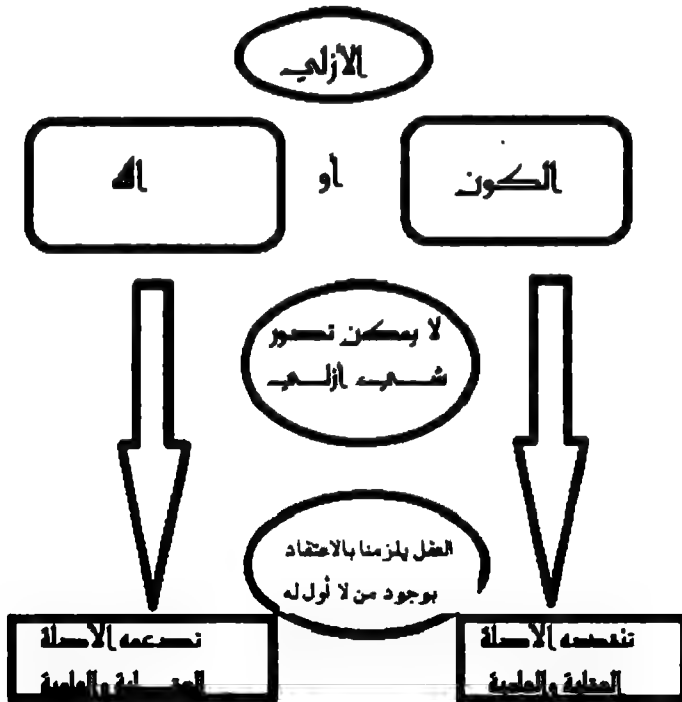 الأزلي
الكون
أو
الله
لا يمكن تصور
شيء أزلي
العقل يلزمنا بالاعتقاد
بوجود من لا أول له
تنقضه الأدلة
العقلية والعلمية
تدعمه الأدلة
العقلية والعلمية